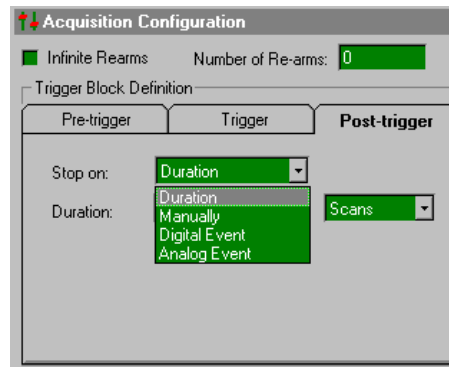 Acquisition Configuration
Infinite Rearms Number of Re-arms: 0
Trigger Block Definition
Pre-trigger Trigger Post-trigger
Stop on: Duration
Duration: Scans
Duration
Manually
Digital Event
Analog Event